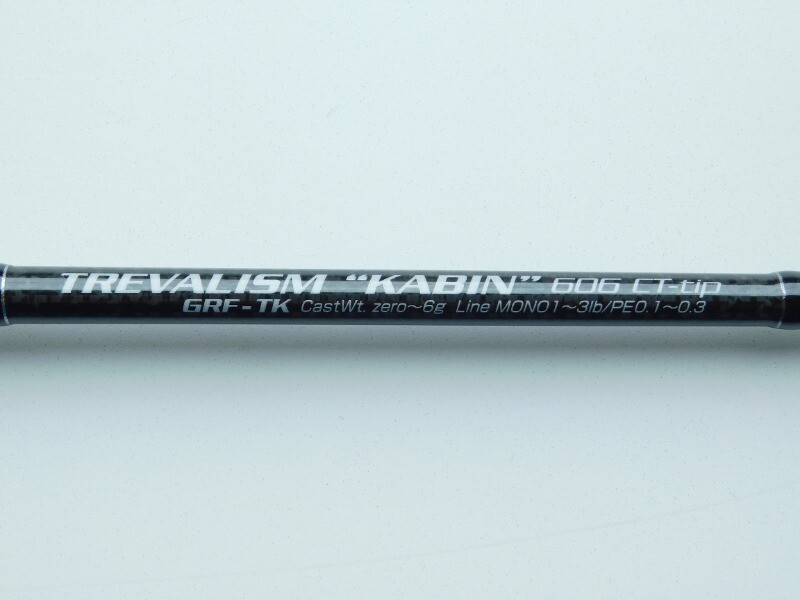 TREVALISM “KABIN” 606 CT-tip
GRF-TK CastWt. zero~6g Line MONO1~3lb/PE0.1~0.3